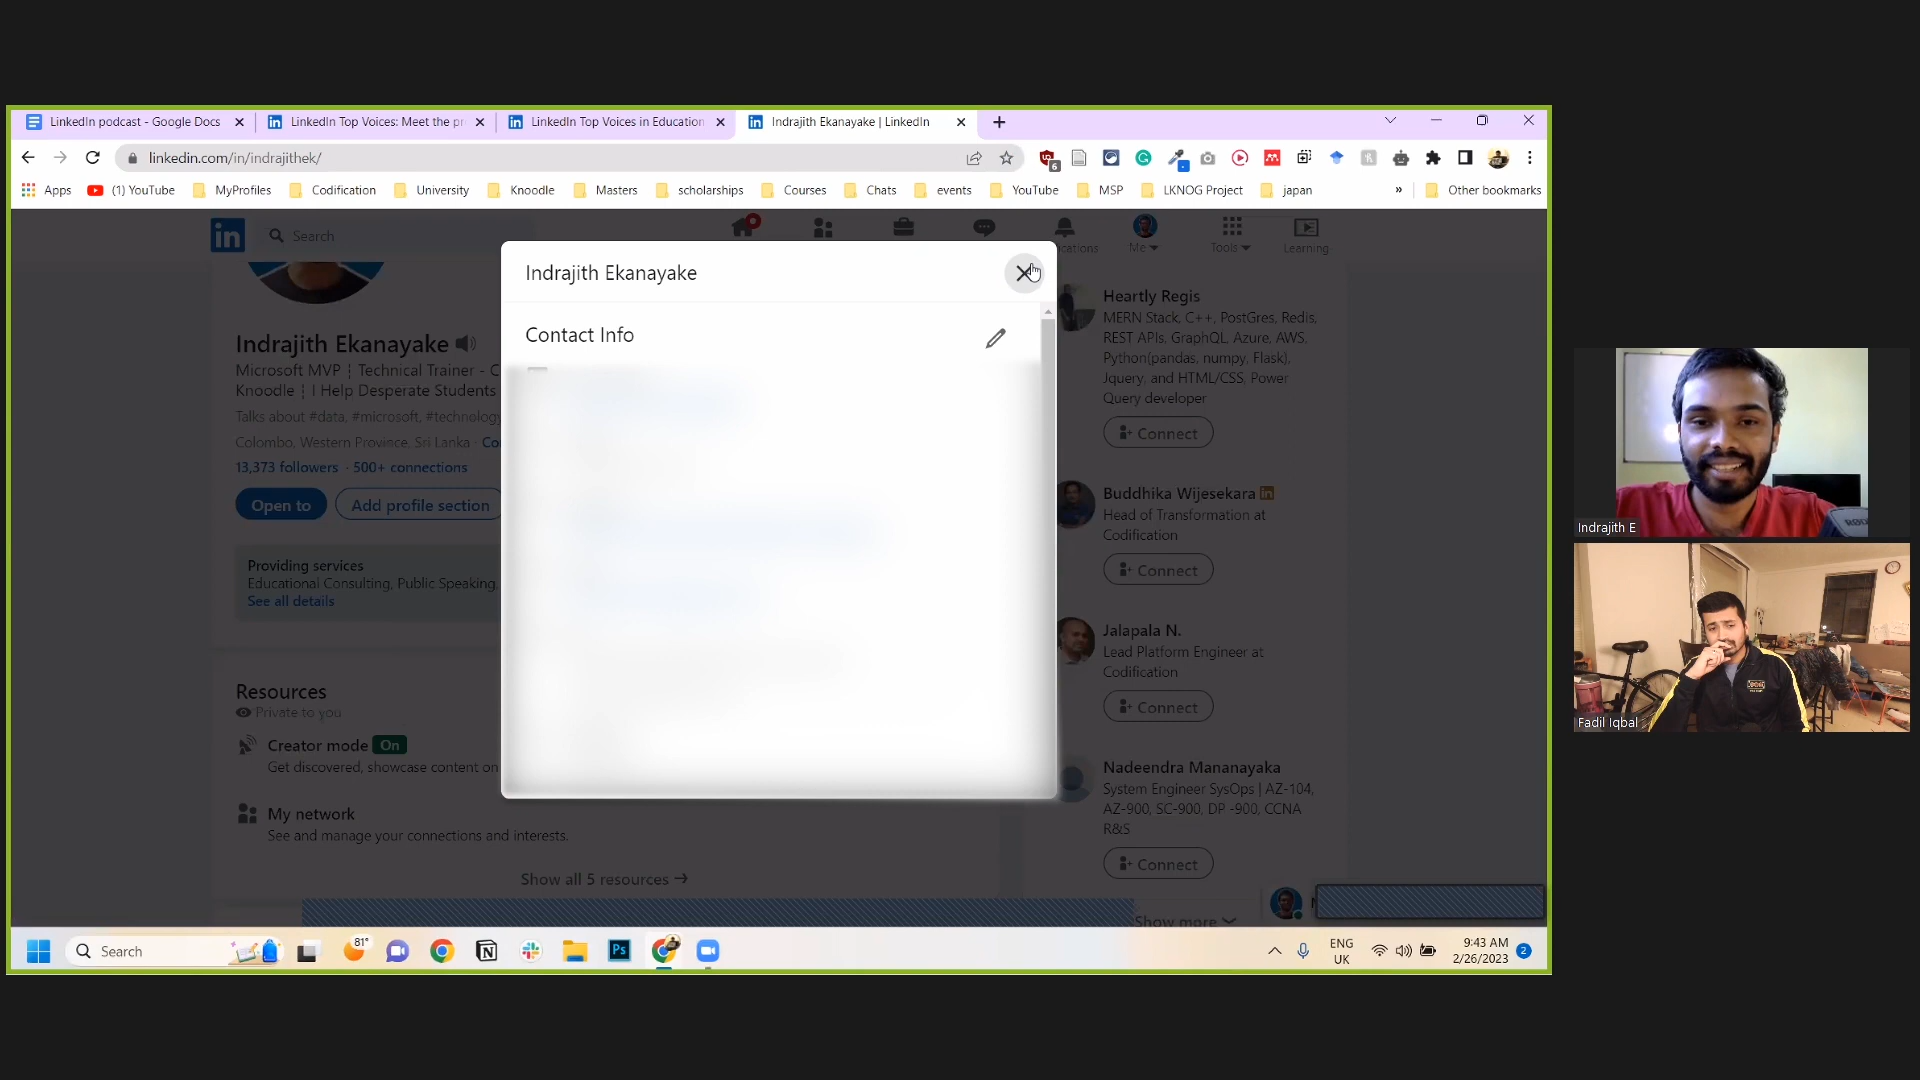 LinkedIn podcast - Google Docs
LinkedIn Top Voices: Meet the pr
LinkedIn Top Voices in Education
Indrajith Ekanayake | LinkedIn
linkedin.com/in/indrajithek/
6
Apps
(1) YouTube
MyProfiles
Codification
University
Knoodle
Masters
scholarships
Courses
Chats
events
YouTube
MSP
LKNOG Project
japan
»
Other bookmarks
in
Search
ications
Me
Tools
Learning
Indrajith Ekanayake
Contact Info
Indrajith Ekanayake
Microsoft MVP ¦ Technical Trainer - C
Knoodle ¦ I Help Desperate Students
Talks about #data, #microsoft, #technology
Colombo, Western Province, Sri Lanka · Co
13,373 followers · 500+ connections
Open to
Add profile section
Providing services
Educational Consulting, Public Speaking,
See all details
Resources
Private to you
Creator mode On
Get discovered, showcase content on
My network
See and manage your connections and interests.
Show all 5 resources →
Heartly Regis
MERN Stack, C++, PostGres, Redis,
REST APIs, GraphQL, Azure, AWS,
Python(pandas, numpy, Flask),
Jquery, and HTML/CSS, Power
Query developer
Connect
Buddhika Wijesekara in
Head of Transformation at
Codification
Connect
Jalapala N.
Lead Platform Engineer at
Codification
Connect
Nadeendra Mananayaka
System Engineer SysOps | AZ-104,
AZ-900, SC-900, DP -900, CCNA
R&S
Connect
Show more
Search
81°
Ps
ENG
UK
9:43 AM
2/26/2023
2
Indrajith E
Fadil Iqbal